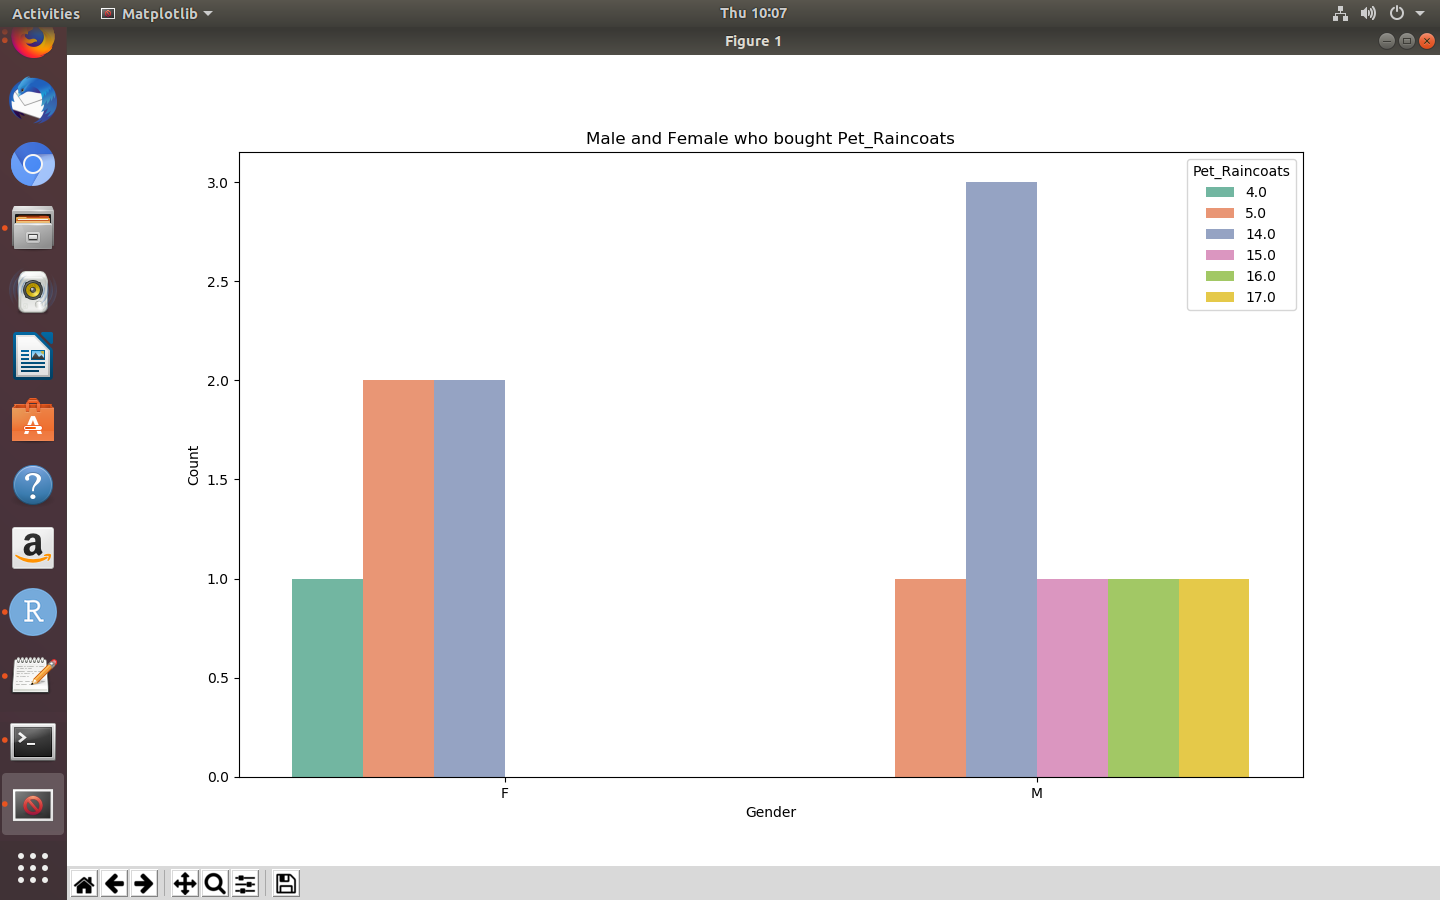 Activities
Matplotlib
Thu 10:07
Figure 1
Male and Female who bought Pet_Raincoats
Pet_Raincoats
4.0
5.0
14.0
15.0
16.0
17.0
3.0
2.5
2.0
1.5
1.0
0.5
0.0
Count
F
M
Gender
A
?
a
R
>_